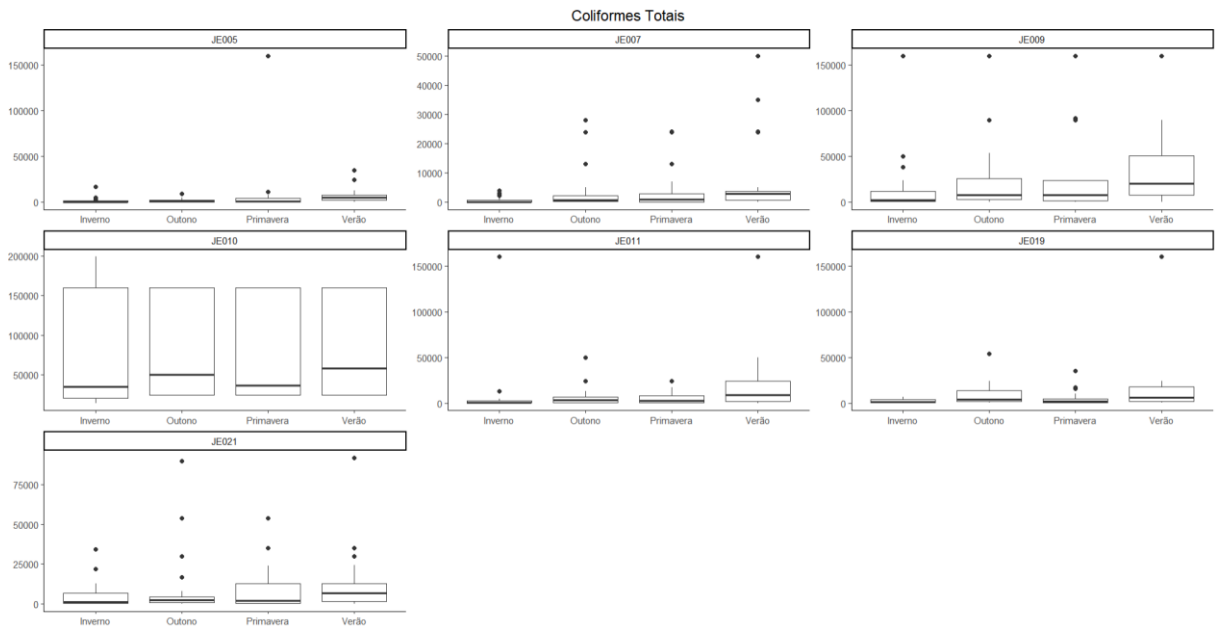 Coliformes Totais
JE005
150000
100000
50000
0
Inverno Outono Primavera Verão
JE007
50000
40000
30000
20000
10000
0
Inverno Outono Primavera Verão
JE009
150000
100000
50000
0
Inverno Outono Primavera Verão
JE010
200000
150000
100000
50000
Inverno Outono Primavera Verão
JE011
150000
100000
50000
0
Inverno Outono Primavera Verão
JE019
150000
100000
50000
0
Inverno Outono Primavera Verão
JE021
75000
50000
25000
0
Inverno Outono Primavera Verão